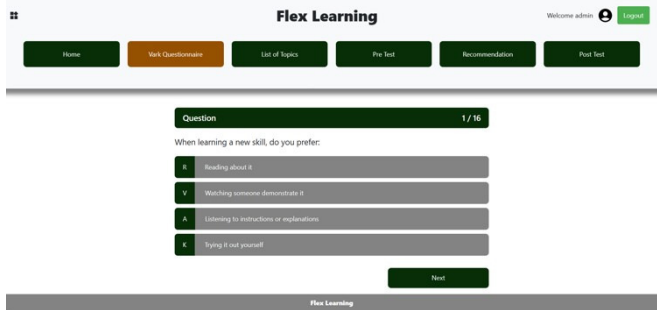 Flex Learning
Welcome admin
Logout
Home
Vark Questionnaire
List of Topics
Pre Test
Recommendation
Post Test
Question 1 / 16
When learning a new skill, do you prefer:
R Reading about it
V Watching someone demonstrate it
A Listening to instructions or explanations
K Trying it out yourself
Next
Flex Learning